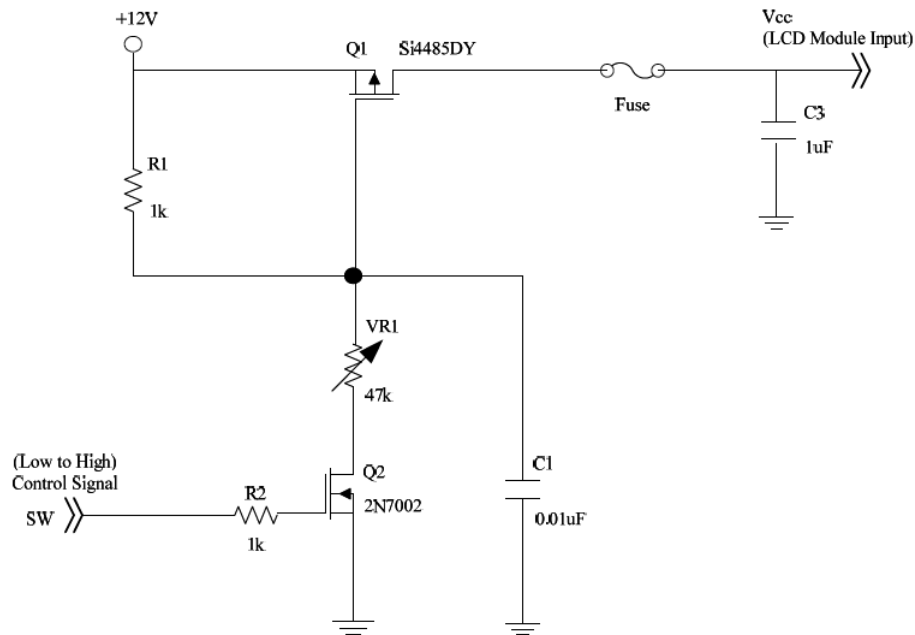 +12V
Q1
Si4485DY
Vcc
(LCD Module Input)
Fuse
C3
1uF
R1
1k
VR1
47k
(Low to High)
Control Signal
SW
R2
1k
Q2
2N7002
C1
0.01uF